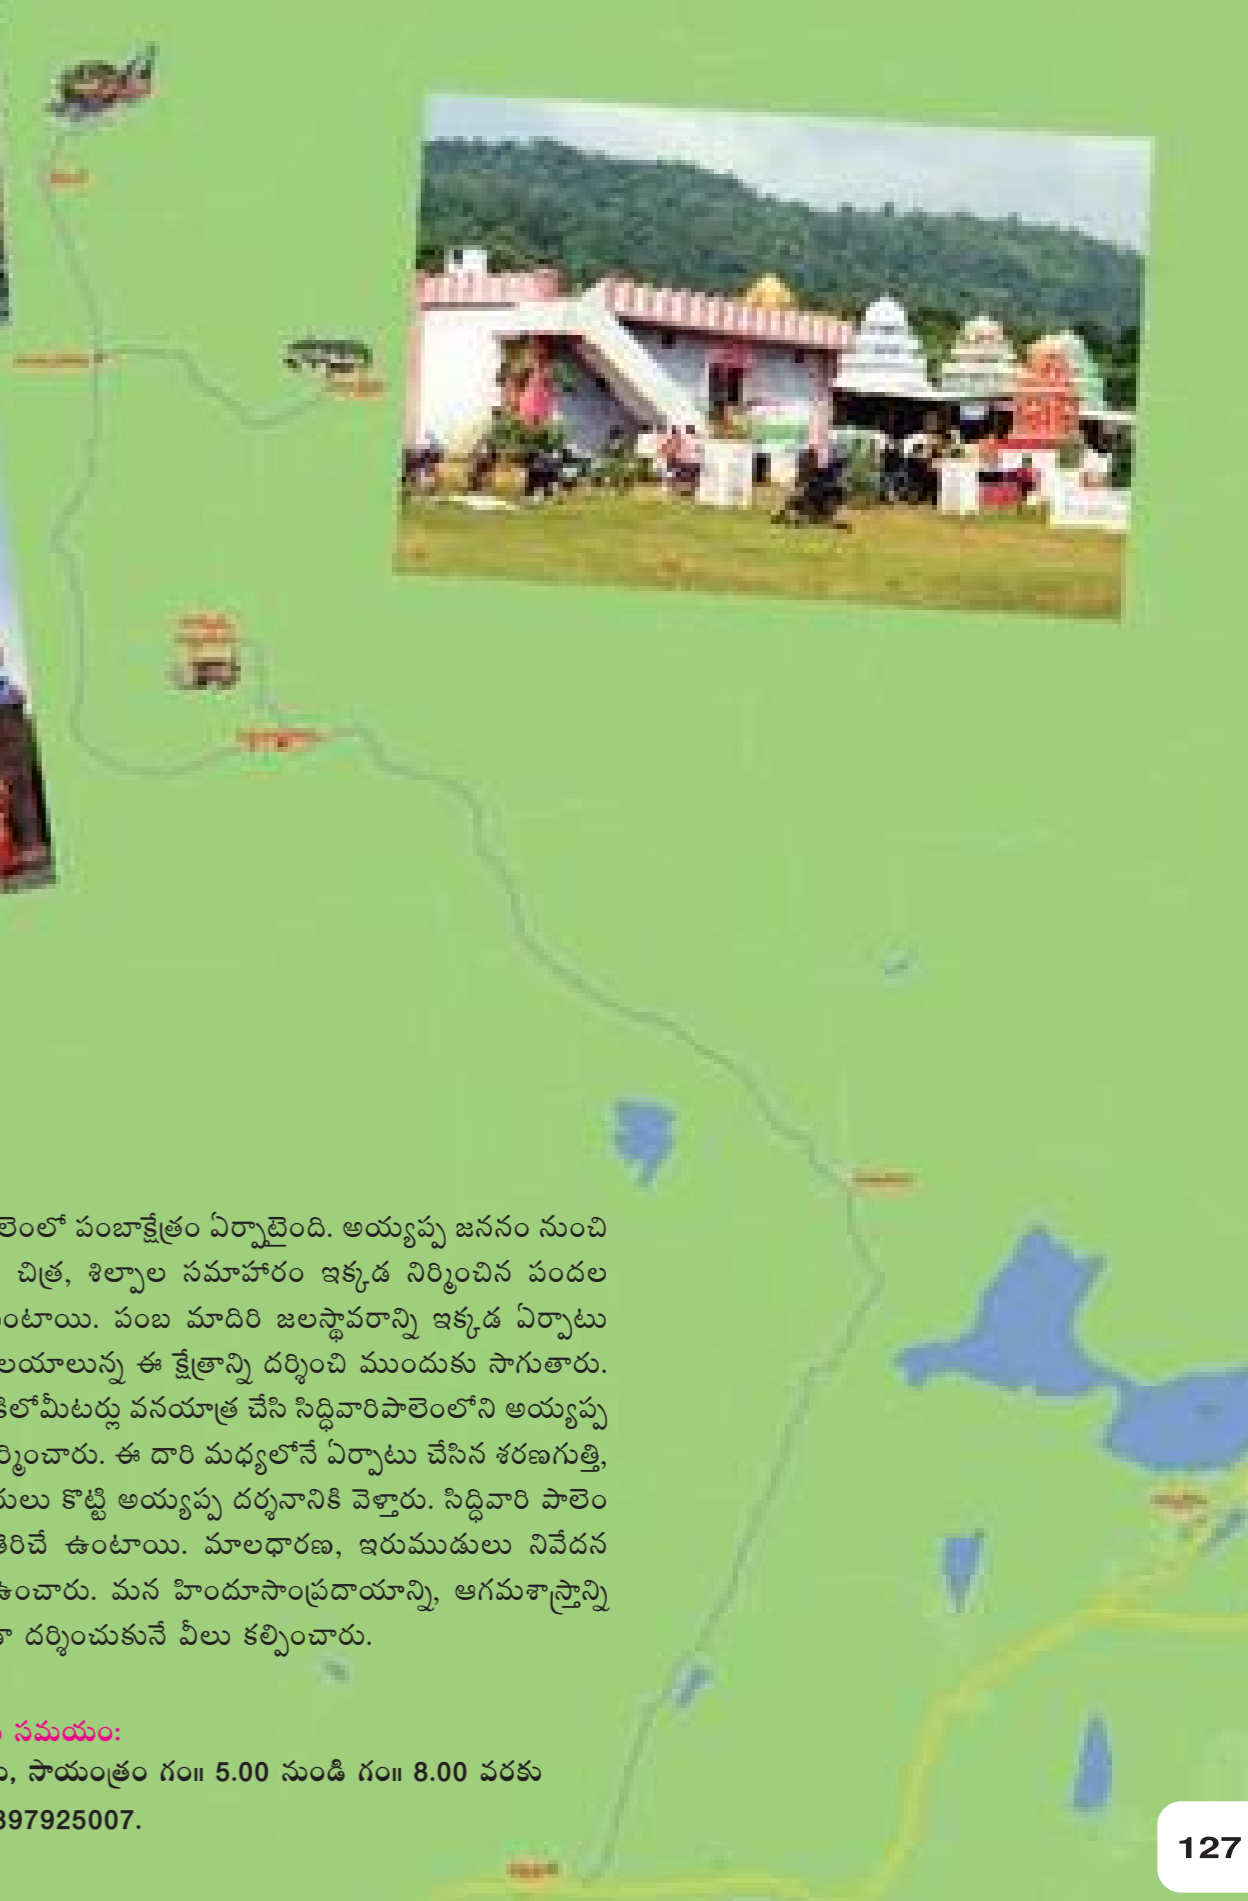 లెంలో పంబాక్షేత్రం ఏర్పాటైంది. అయ్యప్ప జననం నుంచి
చిత్ర, శిల్పాల సమాహారం ఇక్కడ నిర్మించిన పందల
ంటాయి. పంబ మాదిరి జలస్థావరాన్ని ఇక్కడ ఏర్పాటు
లయాలున్న ఈ క్షేత్రాన్ని దర్శించి ముందుకు సాగుతారు.
కిలోమీటర్లు వనయాత్ర చేసి సిద్ధివారిపాలెంలోని అయ్యప్ప
ర్మించారు. ఈ దారి మధ్యలోనే ఏర్పాటు చేసిన శరణగుత్తి,
రులు కొట్టి అయ్యప్ప దర్శనానికి వెళ్తారు. సిద్ధివారి పాలెం
తెరిచే ఉంటాయి. మాలధారణ, ఇరుముడులు నివేదన
ఉంచారు. మన హిందూసాంప్రదాయాన్ని, ఆగమశాస్త్రాన్ని
దర్శించుకునే వీలు కల్పించారు.
సమయం:
సాయంత్రం గం॥ 5.00 నుండి గం॥ 8.00 వరకు
397925007.
127